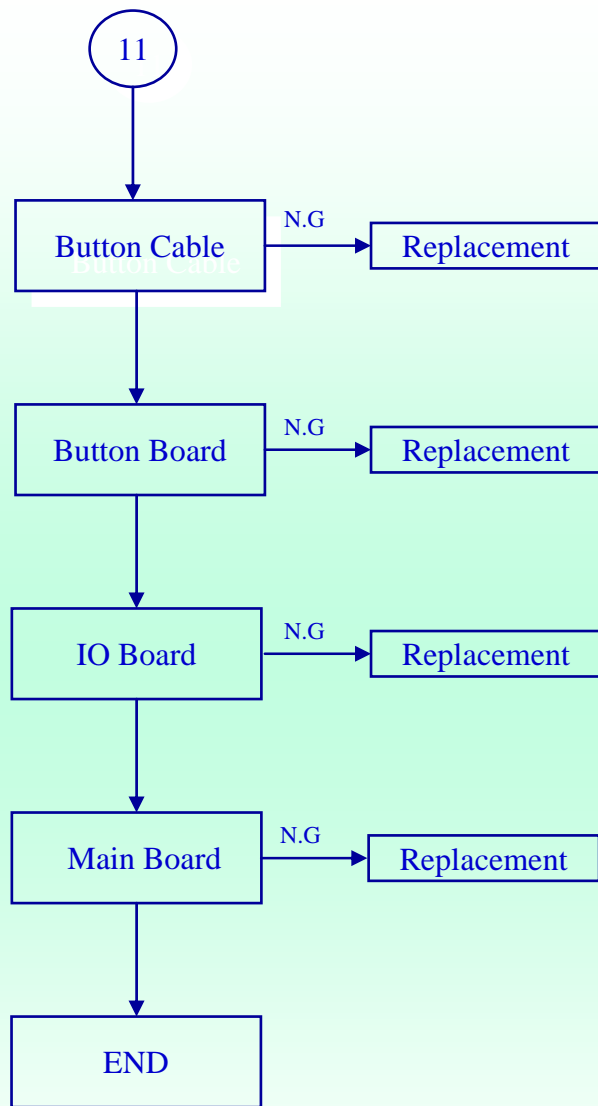 11
Button Cable
N.G
Replacement
Button Board
N.G
Replacement
IO Board
N.G
Replacement
Main Board
N.G
Replacement
END